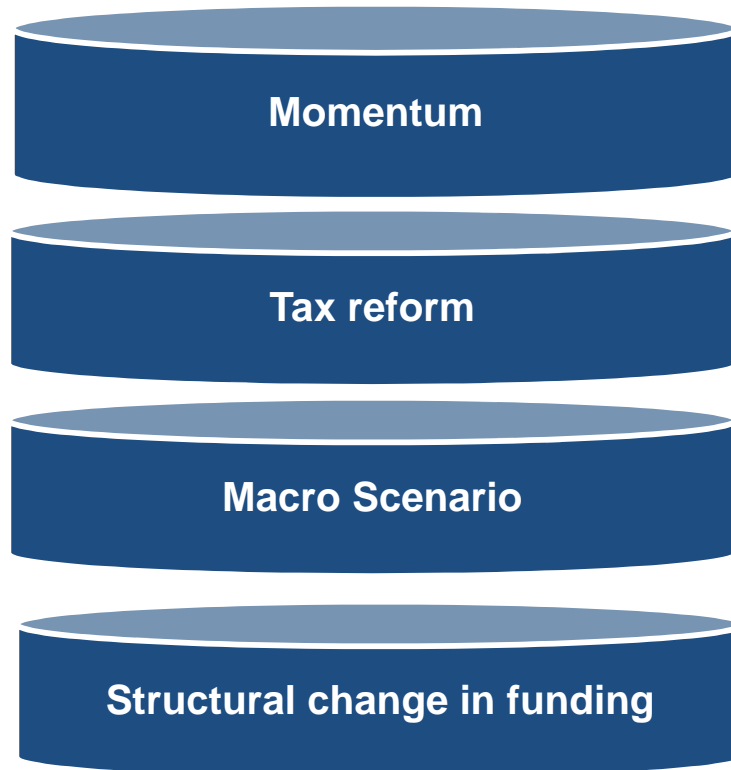 Momentum
Tax reform
Macro Scenario
Structural change in funding